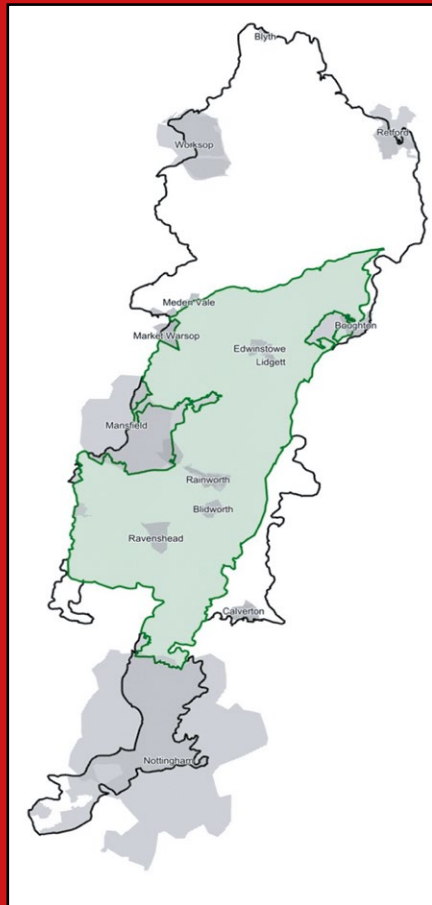 Blyth
Worksop
Retford
Meden Vale
Market Warsop
Boughton
Edwinstowe
Lidgett
Mansfield
Rainworth
Blidworth
Ravenshead
Calverton
Nottingham